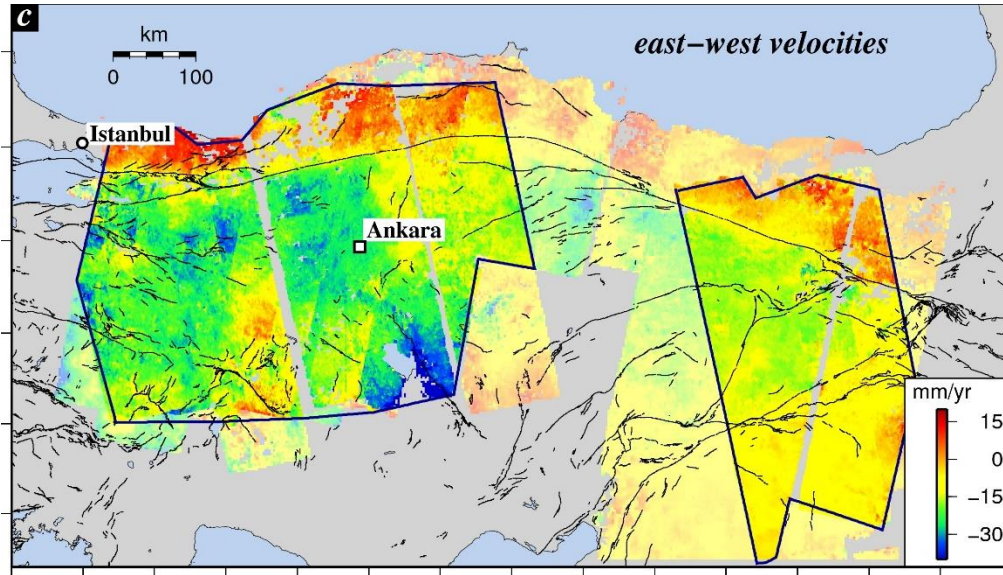 c
km
0 100
east-west velocities
Istanbul
Ankara
mm/yr
15
0
-15
-30